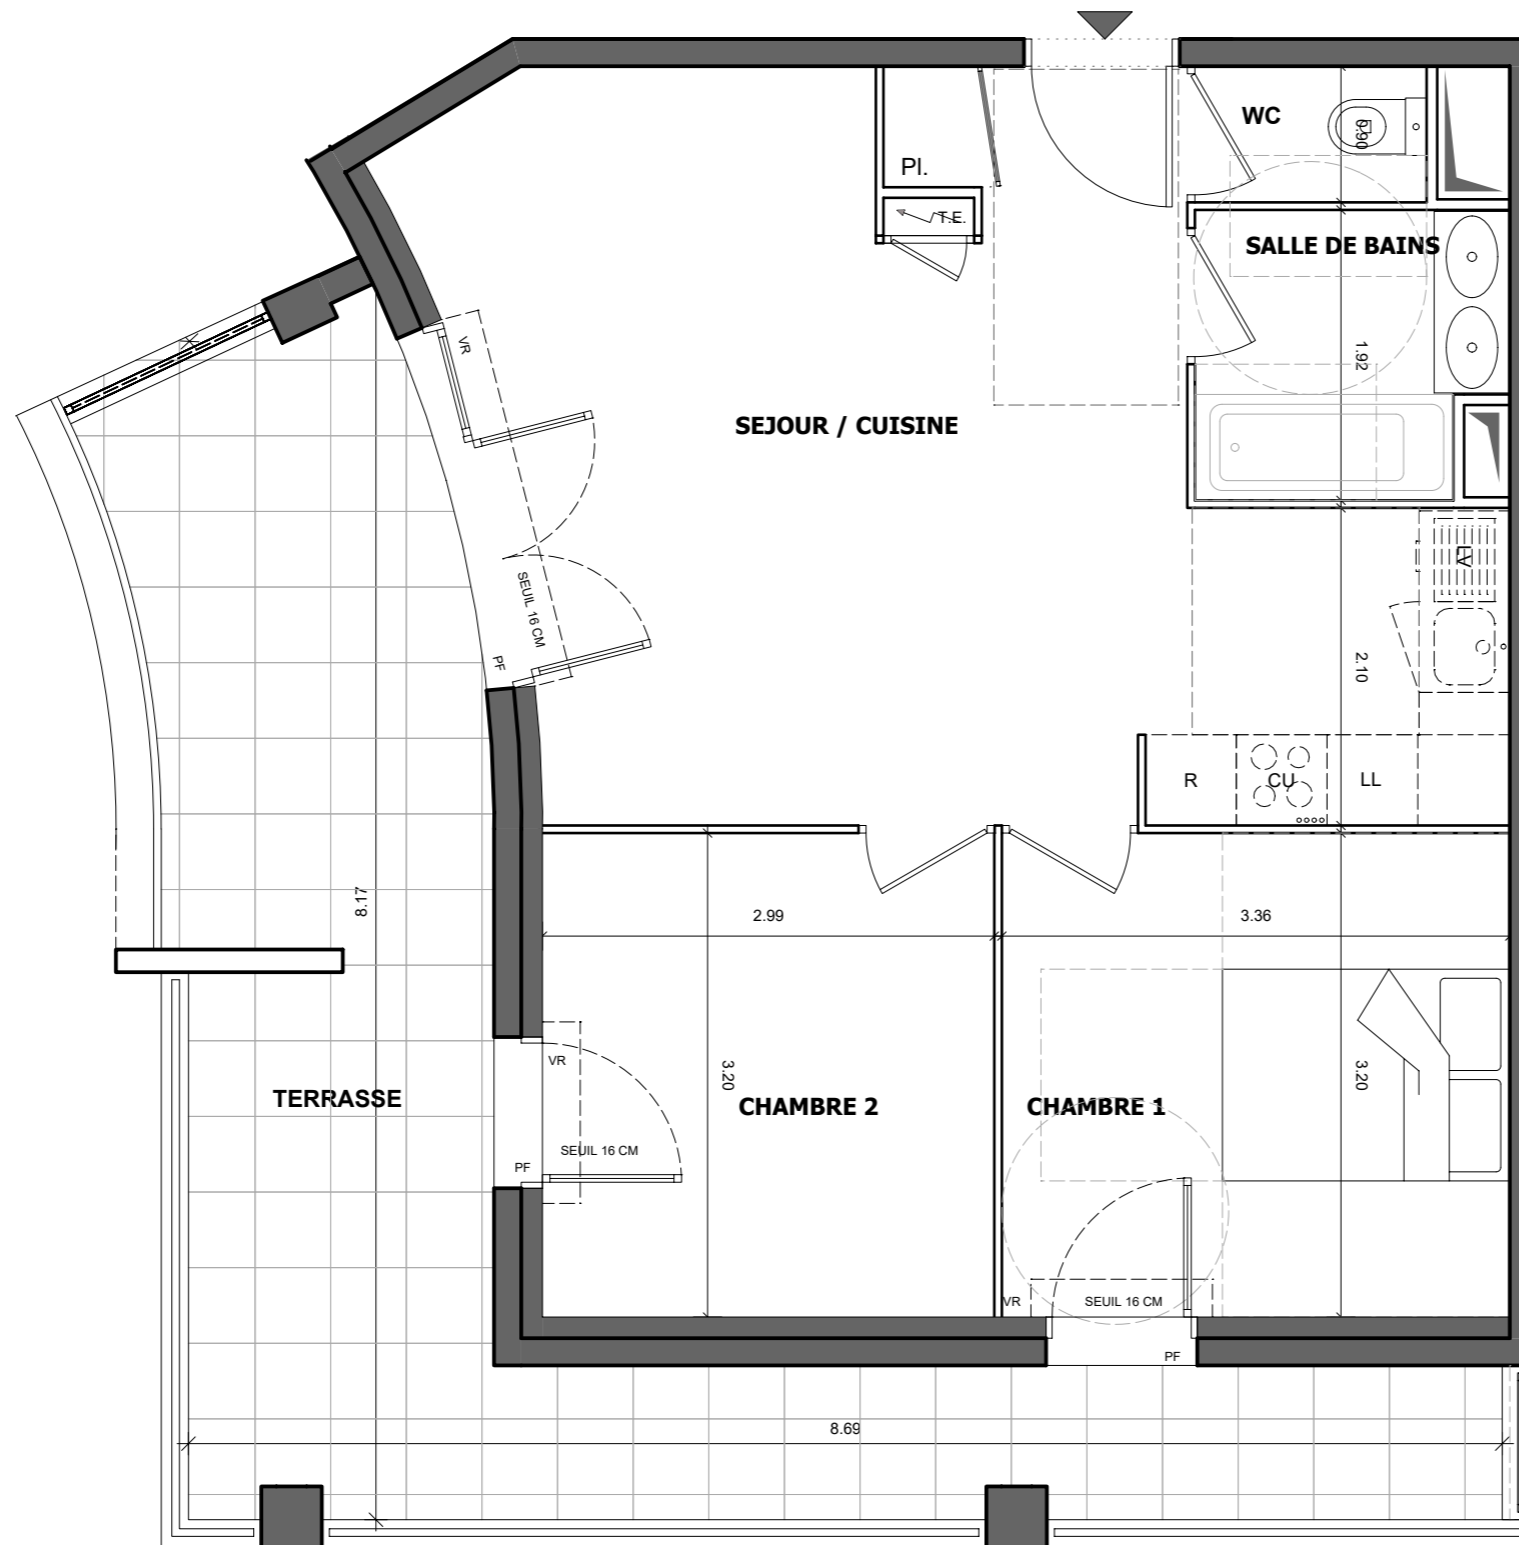 WC
0.90
Pl.
T.E.
SALLE DE BAINS
VR
1.92
SEJOUR / CUISINE
LV
SEUIL 16 CM
PF
2.10
R
CU
LL
8.17
2.99
3.36
VR
3.20
3.20
TERRASSE
CHAMBRE 2
CHAMBRE 1
SEUIL 16 CM
PF
VR
SEUIL 16 CM
PF
8.69